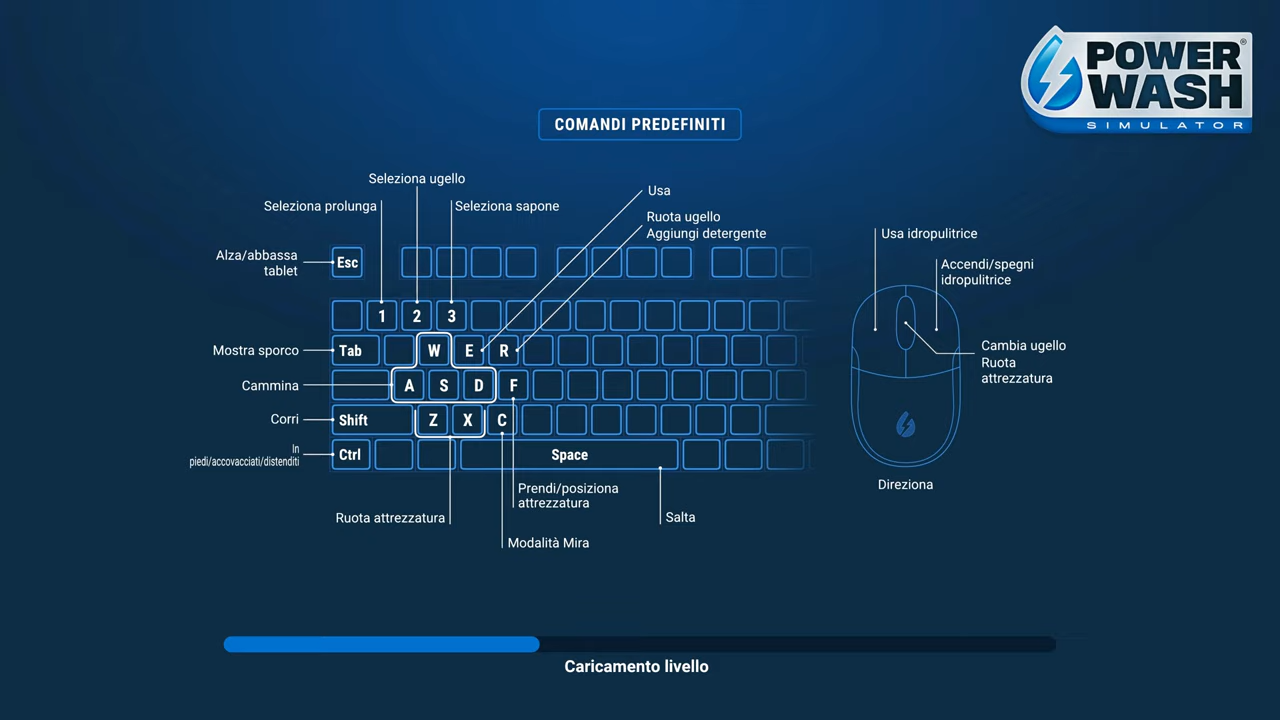 POWER
WASH
SIMULATOR
COMANDI PREDEFINITI
Seleziona ugello
Seleziona prolunga
Seleziona sapone
Usa
Ruota ugello
Aggiungi detergente
Alza/abbassa
tablet
Esc
1 2 3
Mostra sporco
Tab W E R
Cammina
A S D F
Corri
Shift Z X C
In
piedi/accovacciati/distenditi
Ctrl Space
Prendi/posiziona
attrezzatura
Ruota attrezzatura
Salta
Modalità Mira
Usa idropulitrice
Accendi/spegni
idropulitrice
Cambia ugello
Ruota
attrezzatura
Direziona
Caricamento livello